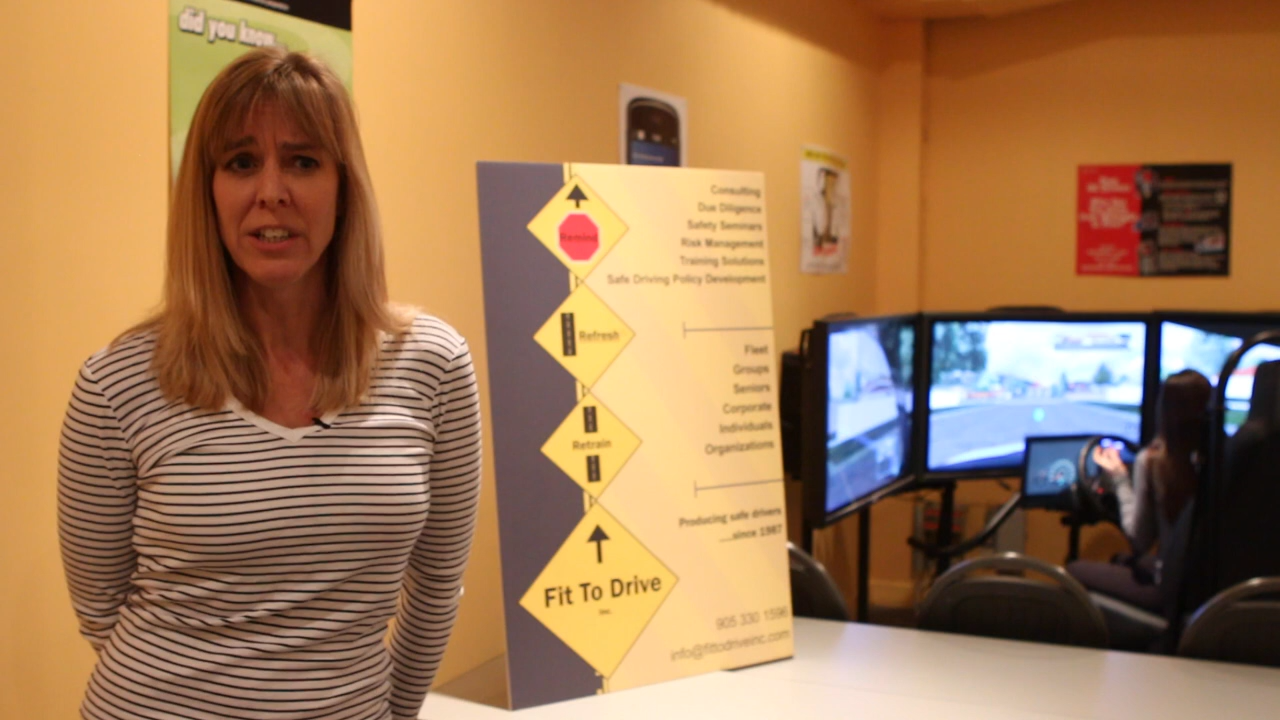 did you know
Remind
Refresh
Retrain
Fit To Drive
Inc.
Consulting
Due Diligence
Safety Seminars
Risk Management
Training Solutions
Safe Driving Policy Development
Fleet
Groups
Seniors
Corporate
Individuals
Organizations
Producing safe drivers
....since 1987
905 330 1596
info@fittodriveinc.com